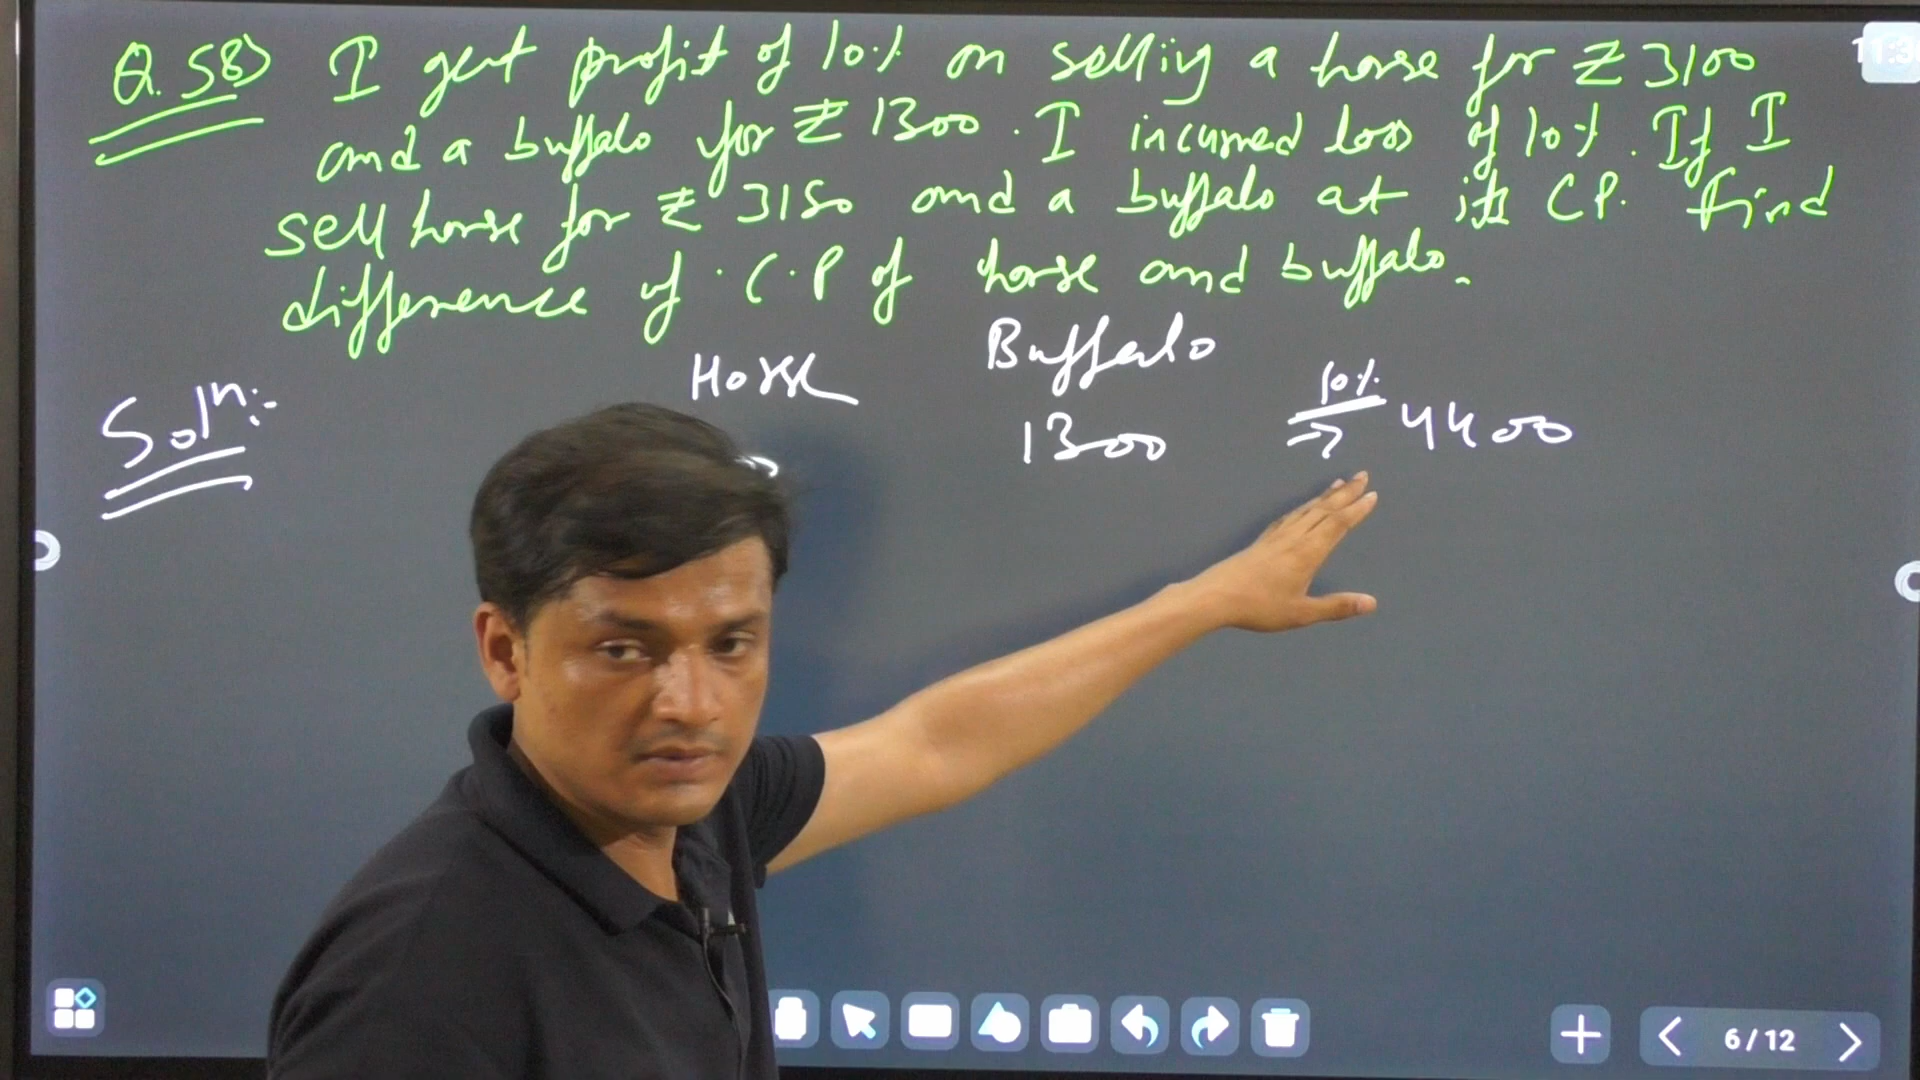 Q. 58) I get profit of 10% on selling a horse for ₹ 3100
and a buffalo for ₹ 1300. I incurred loss of 10%. If I
sell horse for ₹ 3150 and a buffalo at its CP. Find
difference of C.P of horse and buffalo.
Horse Buffalo
Soln:- 1300 10% => 4400
6/12